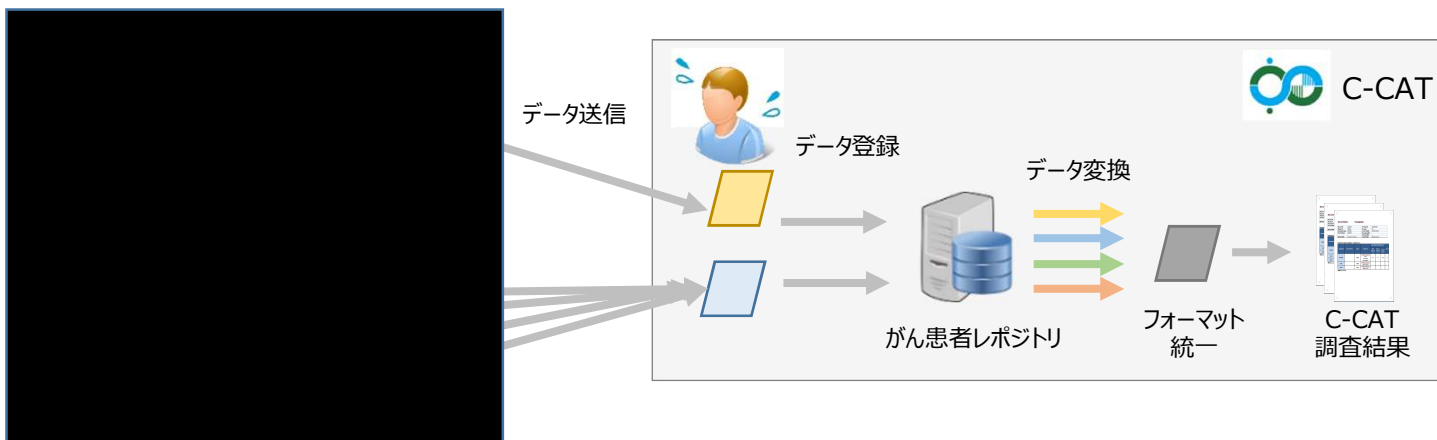 データ送信
C-CAT
データ登録
データ変換
がん患者レポジトリ
フォーマット
統一
C-CAT
調査結果